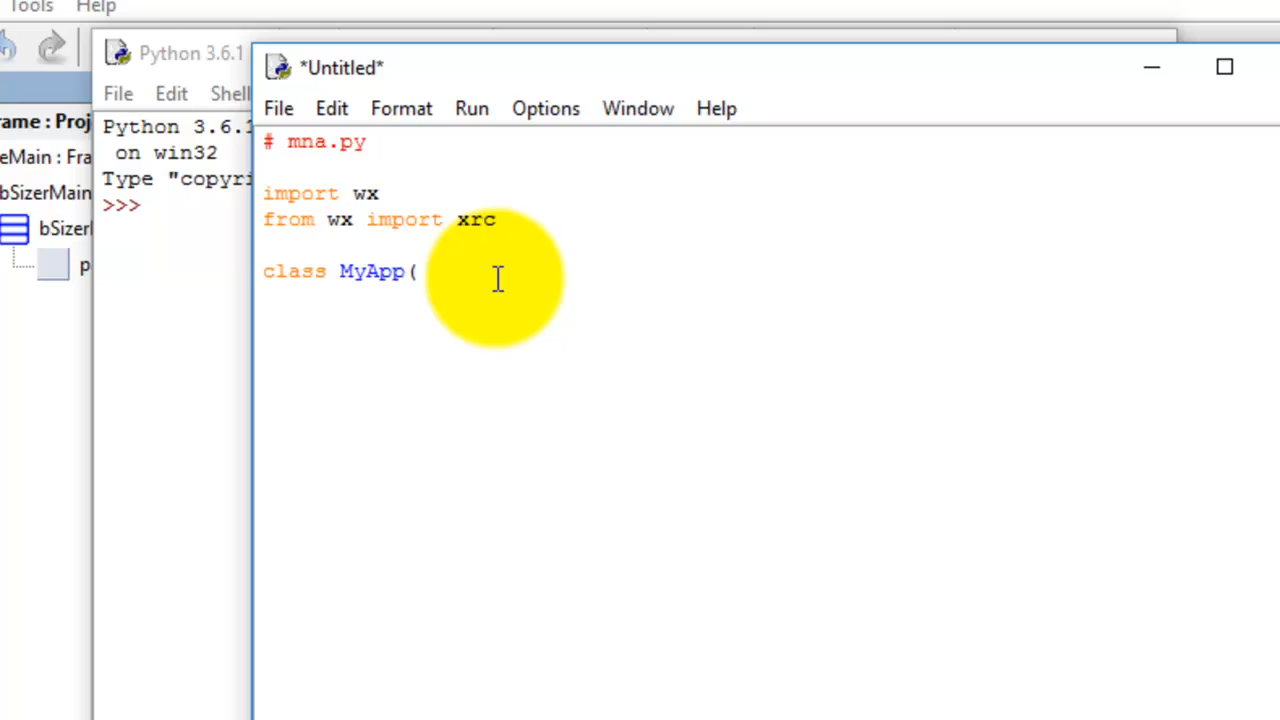 Tools Help
Python 3.6.1
*Untitled*
File Edit Shell
File Edit Format Run Options Window Help
rame : Proj
Python 3.6.1
eMain : Fra
on win32
bSizerMain
Type "copyri
>>>
bSizerI
p
# mna.py
import wx
from wx import xrc
class MyApp(